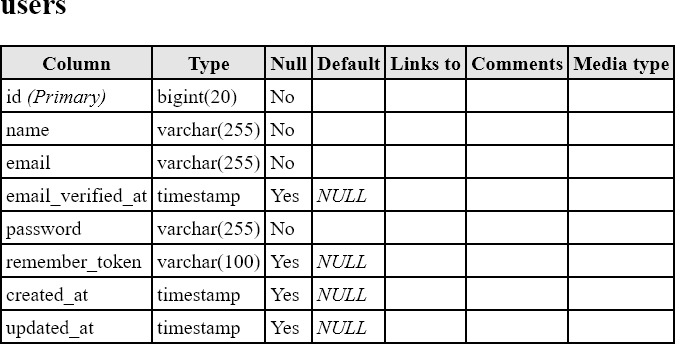 users
Column Type Null Default Links to Comments Media type
id (Primary) bigint(20) No
name varchar(255) No
email varchar(255) No
email_verified_at timestamp Yes NULL
password varchar(255) No
remember_token varchar(100) Yes NULL
created_at timestamp Yes NULL
updated_at timestamp Yes NULL